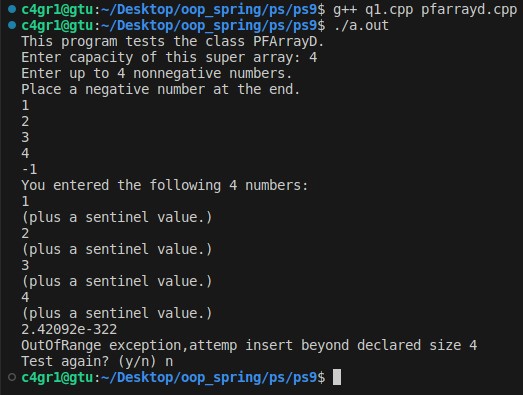 c4gr1@gtu:~/Desktop/oop_spring/ps/ps9$ g++ q1.cpp pfarrayd.cpp
c4gr1@gtu:~/Desktop/oop_spring/ps/ps9$ ./a.out
This program tests the class PFArrayD.
Enter capacity of this super array: 4
Enter up to 4 nonnegative numbers.
Place a negative number at the end.
1
2
3
4
-1
You entered the following 4 numbers:
1
(plus a sentinel value.)
2
(plus a sentinel value.)
3
(plus a sentinel value.)
4
(plus a sentinel value.)
2.42092e-322
OutOfRange exception,attemp insert beyond declared size 4
Test again? (y/n) n
c4gr1@gtu:~/Desktop/oop_spring/ps/ps9$